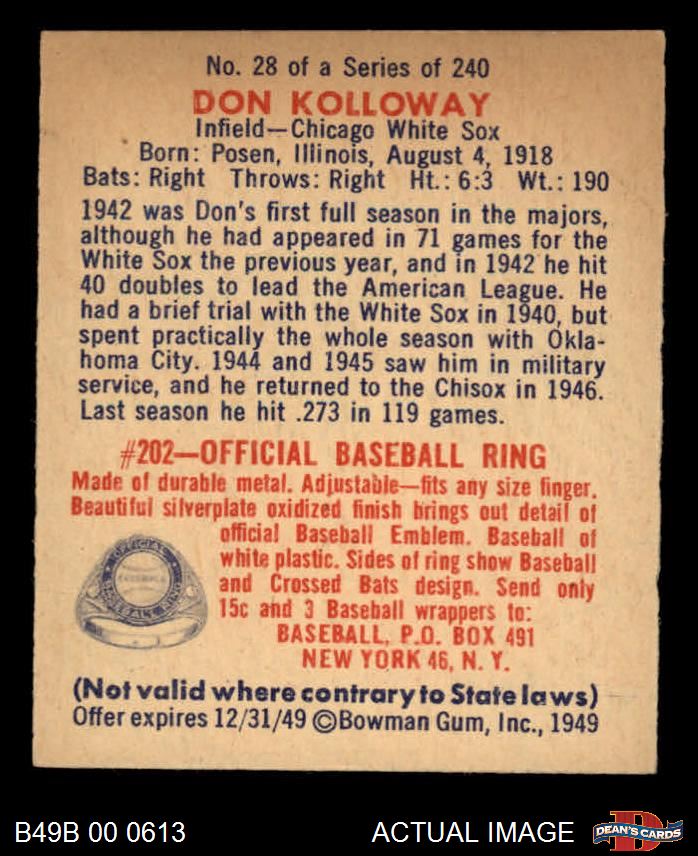 No. 28 of a Series of 240
DON KOLLOWAY
Infield—Chicago White Sox
Born: Posen, Illinois, August 4, 1918
Bats: Right Throws: Right Ht.: 6:3 Wt.: 190
1942 was Don's first full season in the majors,
although he had appeared in 71 games for the
White Sox the previous year, and in 1942 he hit
40 doubles to lead the American League. He
had a brief trial with the White Sox in 1940, but
spent practically the whole season with Okla-
homa City. 1944 and 1945 saw him in military
service, and he returned to the Chisox in 1946.
Last season he hit .273 in 119 games.
#202—OFFICIAL BASEBALL RING
Made of durable metal. Adjustable—fits any size finger.
Beautiful silverplate oxidized finish brings out detail of
official Baseball Emblem. Baseball of
white plastic. Sides of ring show Baseball
and Crossed Bats design. Send only
15c and 3 Baseball wrappers to:
BASEBALL, P.O. BOX 491
NEW YORK 46, N. Y.
OFFICIAL
BASEBALL RING
(Not valid where contrary to State laws)
Offer expires 12/31/49 ©Bowman Gum, Inc., 1949
B49B 00 0613
ACTUAL IMAGE
D
DEAN'S CARDS